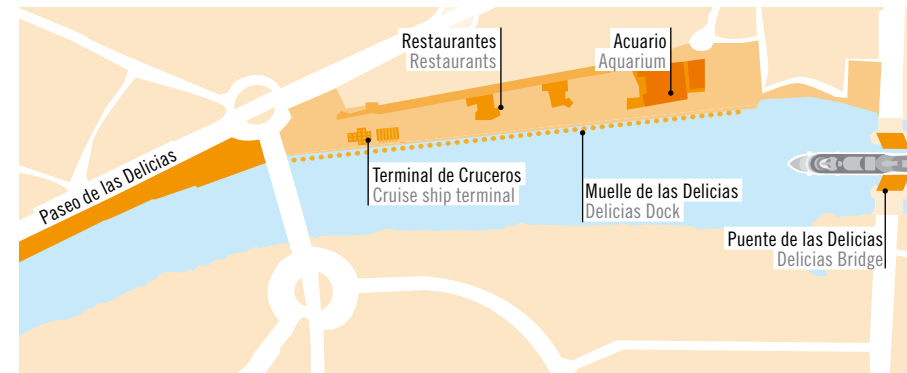 Restaurantes
Restaurants
Acuario
Aquarium
Paseo de las Delicias
Terminal de Cruceros
Cruise ship terminal
Muelle de las Delicias
Delicias Dock
Puente de las Delicias
Delicias Bridge